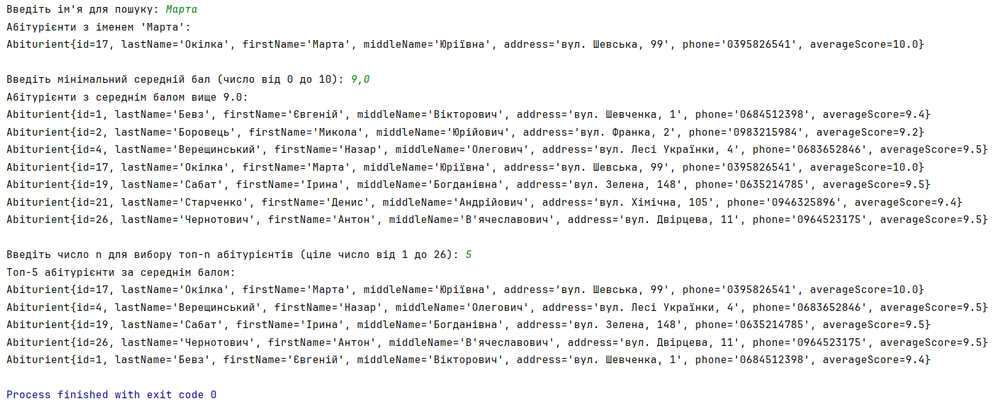 Введіть ім'я для пошуку: Марта
Абітурієнти з іменем 'Марта':
Abiturient{id=17, lastName='Окілка', firstName='Марта', middleName='Юріївна', address='вул. Шевська, 99', phone='0395826541', averageScore=10.0}
Введіть мінімальний середній бал (число від 0 до 10): 9,0
Абітурієнти з середнім балом вище 9.0:
Abiturient{id=1, lastName='Бевз', firstName='Євгеній', middleName='Вікторович', address='вул. Шевченка, 1', phone='0684512398', averageScore=9.4}
Abiturient{id=2, lastName='Боровець', firstName='Микола', middleName='Юрійович', address='вул. Франка, 2', phone='0983215984', averageScore=9.2}
Abiturient{id=4, lastName='Верещинський', firstName='Назар', middleName='Олегович', address='вул. Лесі Українки, 4', phone='0683652846', averageScore=9.5}
Abiturient{id=17, lastName='Окілка', firstName='Марта', middleName='Юріївна', address='вул. Шевська, 99', phone='0395826541', averageScore=10.0}
Abiturient{id=19, lastName='Сабат', firstName='Ірина', middleName='Богданівна', address='вул. Зелена, 148', phone='0635214785', averageScore=9.5}
Abiturient{id=21, lastName='Старченко', firstName='Денис', middleName='Андрійович', address='вул. Хімічна, 105', phone='0946325896', averageScore=9.4}
Abiturient{id=26, lastName='Чернотович', firstName='Антон', middleName='В'ячеславович', address='вул. Двірцева, 11', phone='0964523175', averageScore=9.5}
Введіть число n для вибору топ-n абітурієнтів (ціле число від 1 до 26): 5
Топ-5 абітурієнти за середнім балом:
Abiturient{id=17, lastName='Окілка', firstName='Марта', middleName='Юріївна', address='вул. Шевська, 99', phone='0395826541', averageScore=10.0}
Abiturient{id=4, lastName='Верещинський', firstName='Назар', middleName='Олегович', address='вул. Лесі Українки, 4', phone='0683652846', averageScore=9.5}
Abiturient{id=19, lastName='Сабат', firstName='Ірина', middleName='Богданівна', address='вул. Зелена, 148', phone='0635214785', averageScore=9.5}
Abiturient{id=26, lastName='Чернотович', firstName='Антон', middleName='В'ячеславович', address='вул. Двірцева, 11', phone='0964523175', averageScore=9.5}
Abiturient{id=1, lastName='Бевз', firstName='Євгеній', middleName='Вікторович', address='вул. Шевченка, 1', phone='0684512398', averageScore=9.4}
Process finished with exit code 0